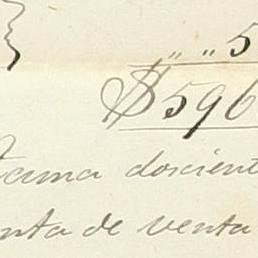 " " 5
$596
suma doscient
nta de venta